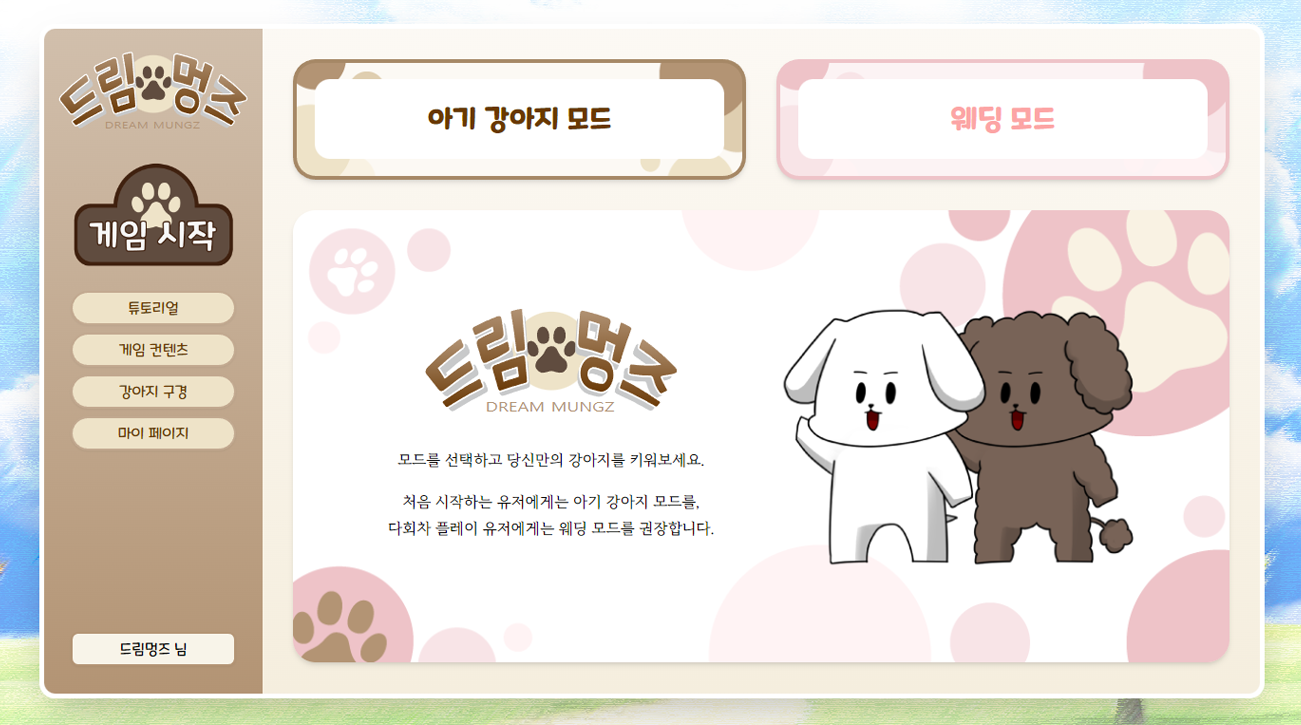 드림멍즈
DREAM MUNGZ
게임 시작
튜토리얼
게임 컨텐츠
강아지 구경
마이 페이지
드림멍즈 님
아기 강아지 모드
웨딩 모드
드림멍즈
DREAM MUNGZ
모드를 선택하고 당신만의 강아지를 키워보세요.
처음 시작하는 유저에게는 아기 강아지 모드를,
다회차 플레이 유저에게는 웨딩 모드를 권장합니다.